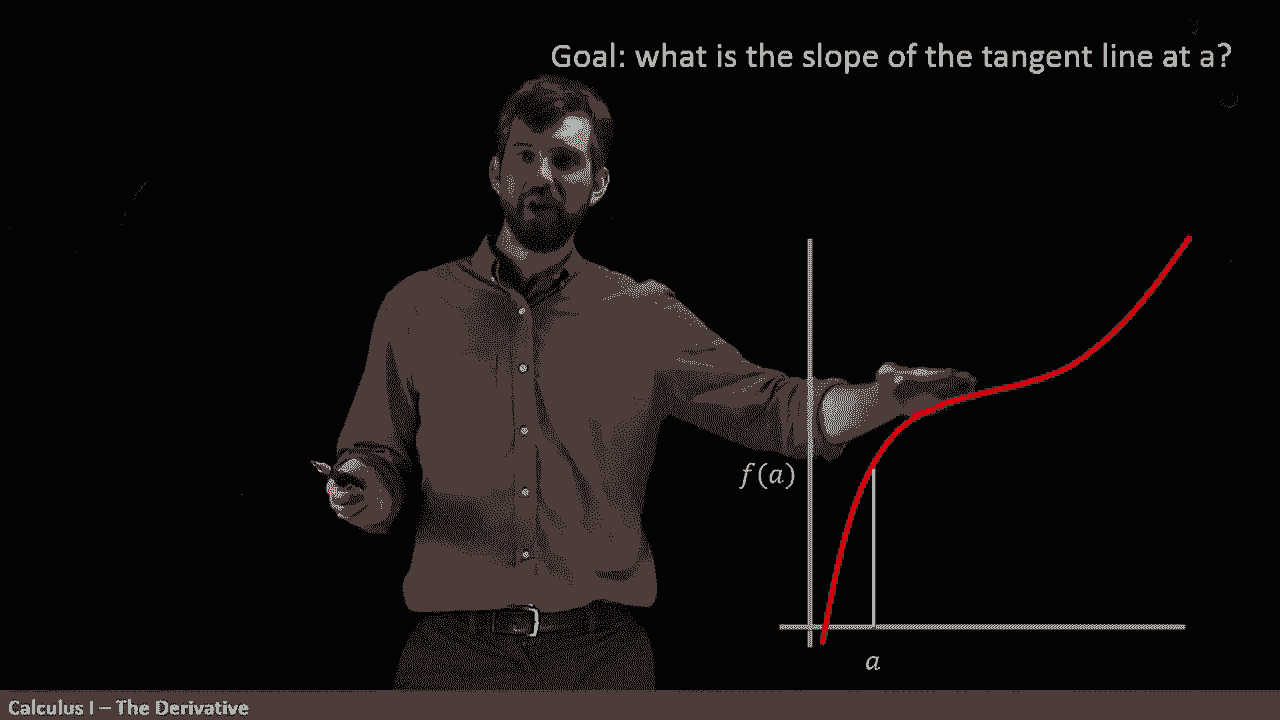 Goal: what is the slope of the tangent line at a?
f(a)
a
Calculus I – The Derivative